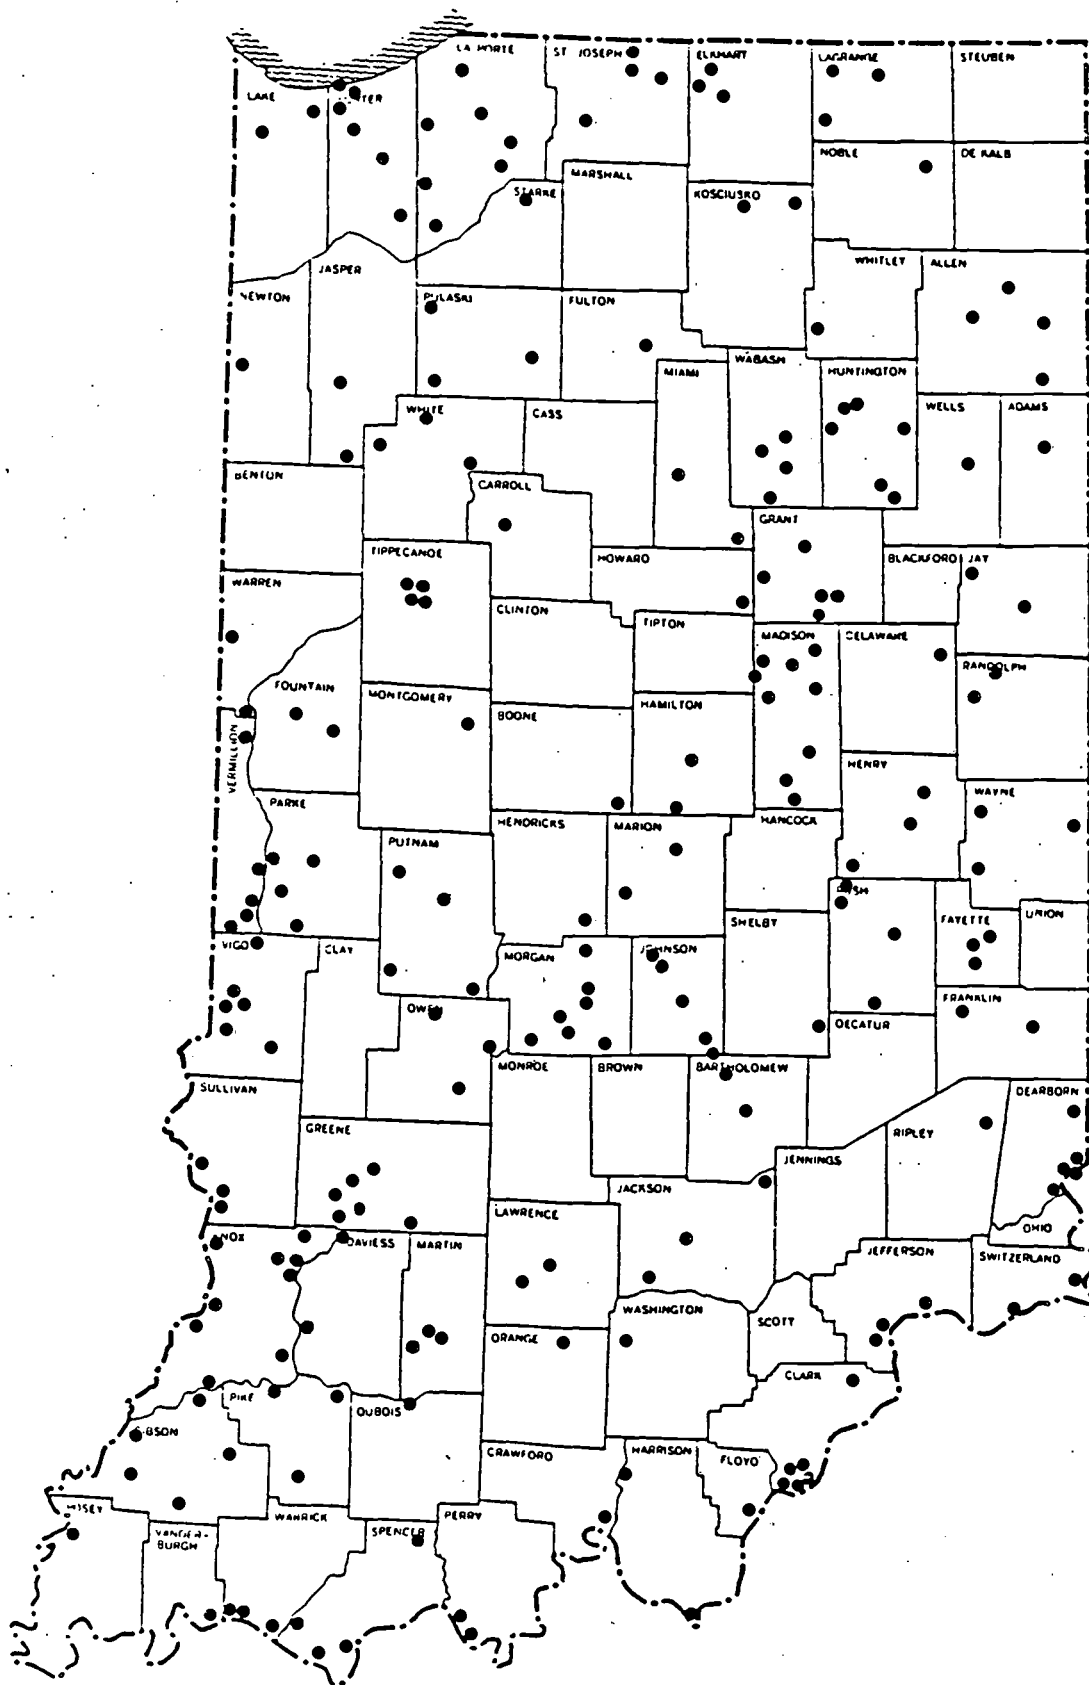 LA PORTE
ST JOSEPH
ELKHART
LAGRANGE
STEUBEN
LAKE
NOBLE
DE KALB
MARSHALL
STARKE
KOSCIUSKO
WHITLEY
ALLEN
JASPER
NEWTON
PULASKI
FULTON
WABASH
MIAMI
HUNTINGTON
WHITE
CASS
WELLS
ADAMS
BENTON
CARROLL
GRANT
TIPPECANOE
HOWARD
BLACKFORD
JAY
WARREN
CLINTON
TIPTON
MADISON
DELAWARE
RANDOLPH
FOUNTAIN
MONTGOMERY
HAMILTON
BOONE
VERMILLION
HENRY
WAYNE
PARKE
HENDRICKS
MARION
HANCOCK
PUTNAM
SHELBY
FAYETTE
UNION
VIGO
CLAY
MORGAN
JOHNSON
FRANKLIN
OWEN
DECATUR
MONROE
BROWN
BARTHOLOMEW
SULLIVAN
DEARBORN
GREENE
RIPLEY
JENNINGS
JACKSON
LAWRENCE
OHIO
DAVIESS
MARTIN
JEFFERSON
SWITZERLAND
WASHINGTON
SCOTT
ORANGE
CLARK
PIKE
DUBOIS
CRAWFORD
HARRISON
FLOYD
WARRICK
SPENCER
PERRY
VANDER-
BURGH